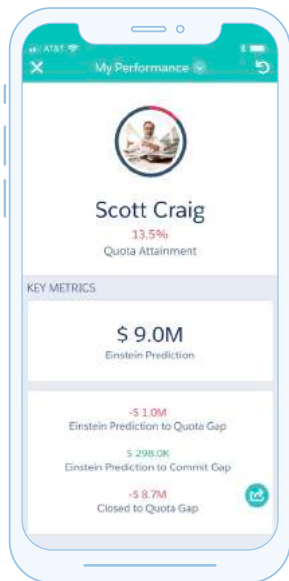 AT&T
My Performance
Scott Craig
13.5%
Quota Attainment
KEY METRICS
$ 9.0M
Einstein Prediction
-$ 1.0M
Einstein Prediction to Quota Gap
$ 298.0K
Einstein Prediction to Commit Gap
-$ 8.7M
Closed to Quota Gap